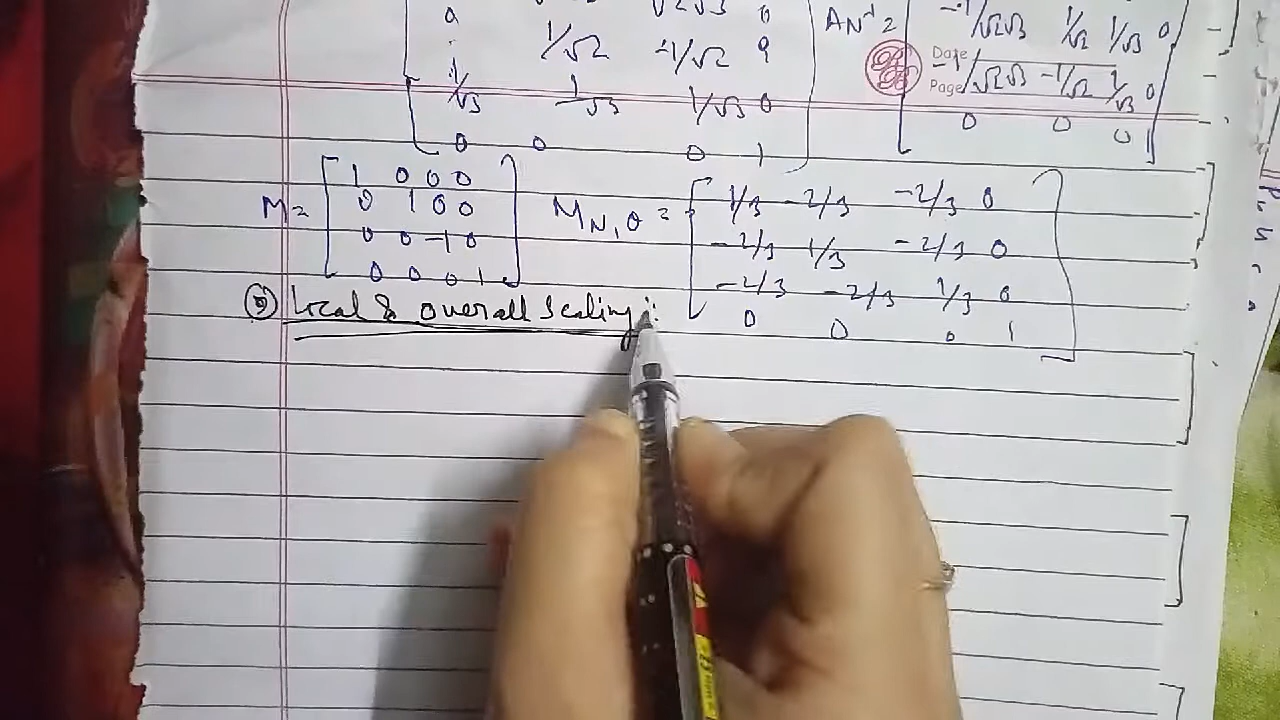 √2√3 0
0 1/√2 -1/√2 0
1/√3 1/√3 1/√3 0
0 0 0 1
AN⁻¹ =
-1/√2√3 1/√2 1/√3 0
Date
Page
-1/√2√3 -1/√2 1/√3 0
0 0 0 1
M =
1 0 0 0
0 1 0 0
0 0 -1 0
0 0 0 1
M N,0 =
1/3 -2/3 -2/3 0
-2/3 1/3 -2/3 0
-2/3 -2/3 1/3 0
0 0 0 1
Local & overall Scaling :